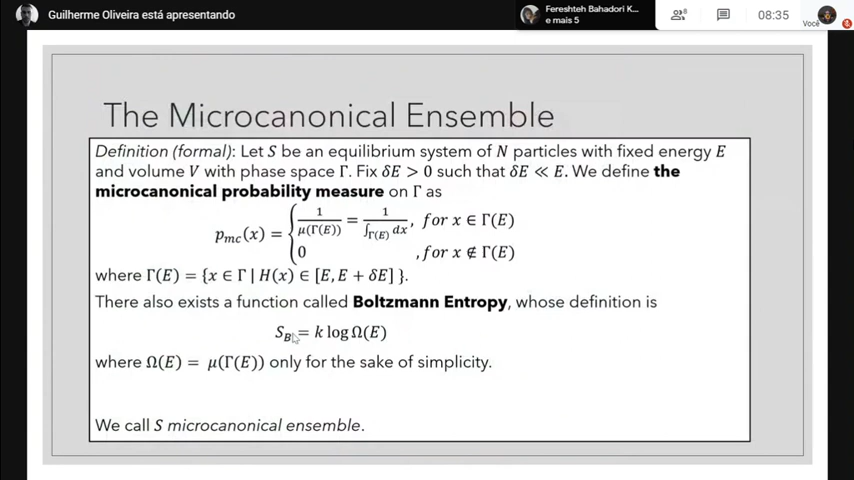 Guilherme Oliveira está apresentando
Fereshteh Bahadori K...
e mais 5
8
08:35
Você
The Microcanonical Ensemble
Definition (formal): Let S be an equilibrium system of N particles with fixed energy E
and volume V with phase space Γ. Fix δE > 0 such that δE ≪ E. We define the
microcanonical probability measure on Γ as
p_mc(x) = { 1/μ(Γ(E)) = 1/∫_Γ(E) dx , for x ∈ Γ(E)
0 , for x ∉ Γ(E)
where Γ(E) = {x ∈ Γ | H(x) ∈ [E, E + δE] }.
There also exists a function called Boltzmann Entropy, whose definition is
S_B = k log Ω(E)
where Ω(E) = μ(Γ(E)) only for the sake of simplicity.
We call S microcanonical ensemble.